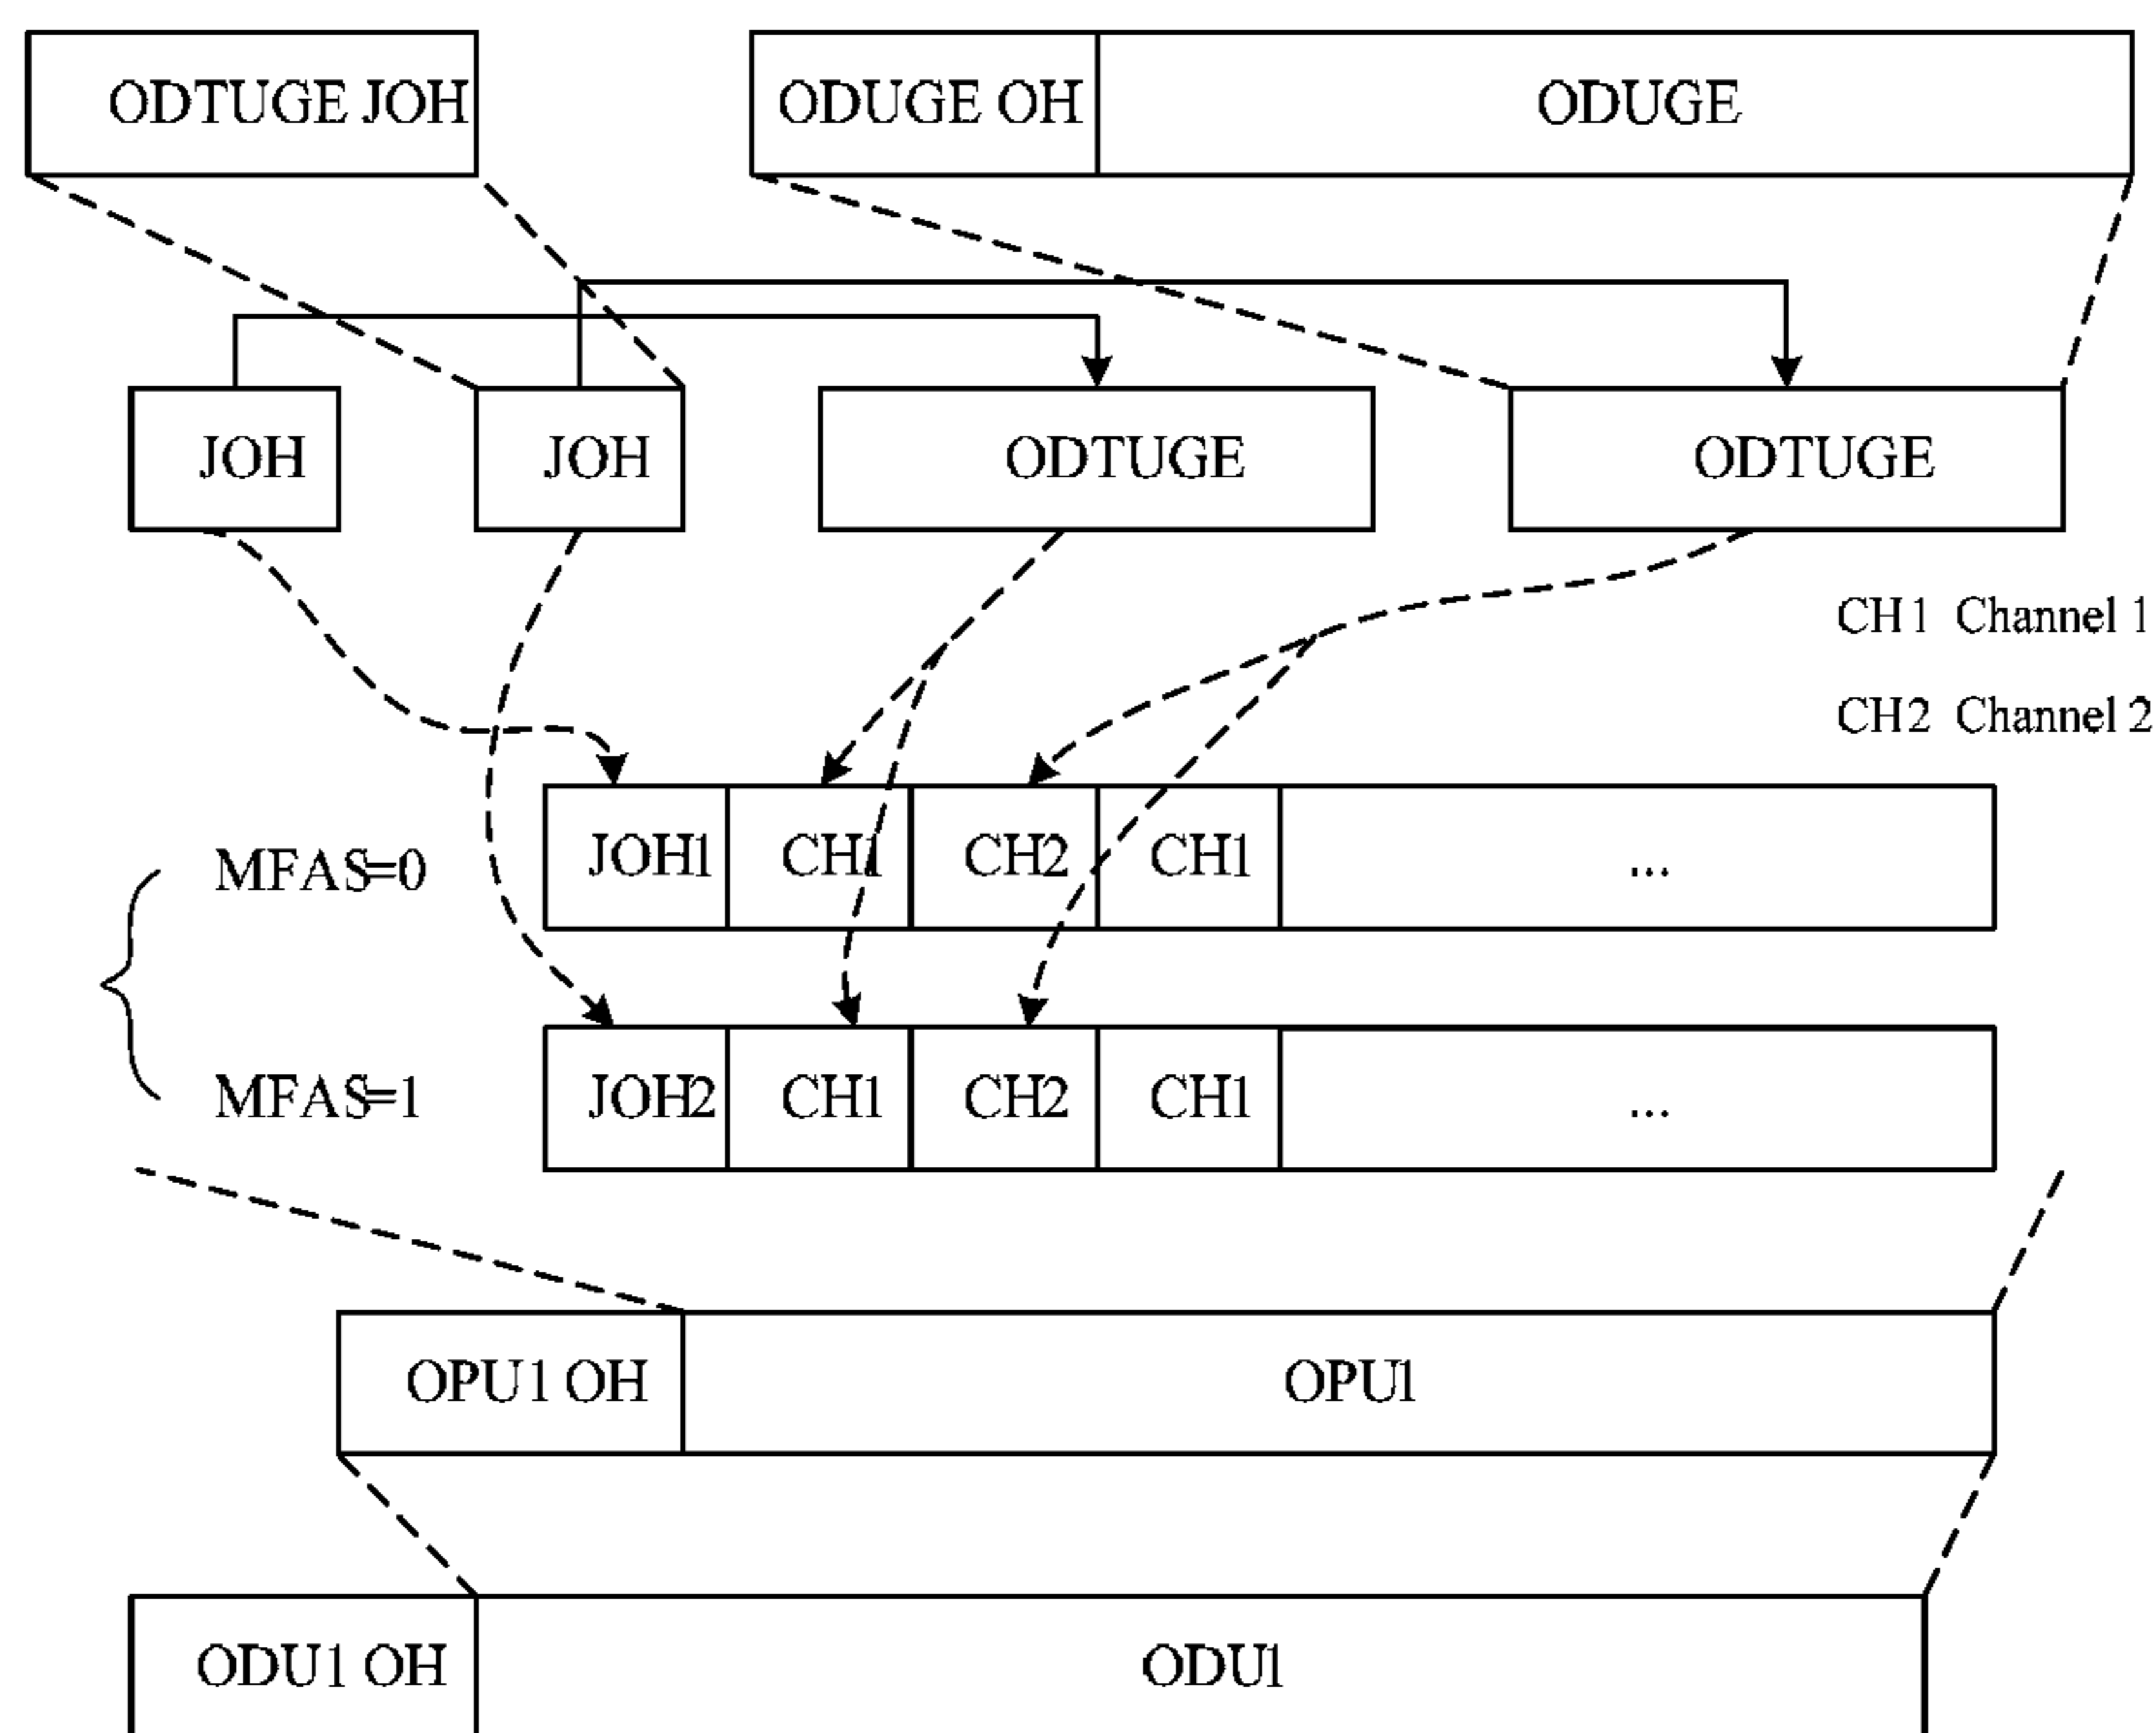 ODTUGE JOH
ODUGE OH
ODUGE
JOH
JOH
ODTUGE
ODTUGE
CH1 Channel 1
CH2 Channel 2
MFAS=0
JOH1
CH1
CH2
CH1
...
MFAS=1
JOH2
CH1
CH2
CH1
...
OPU1 OH
OPU1
ODU1 OH
ODU1